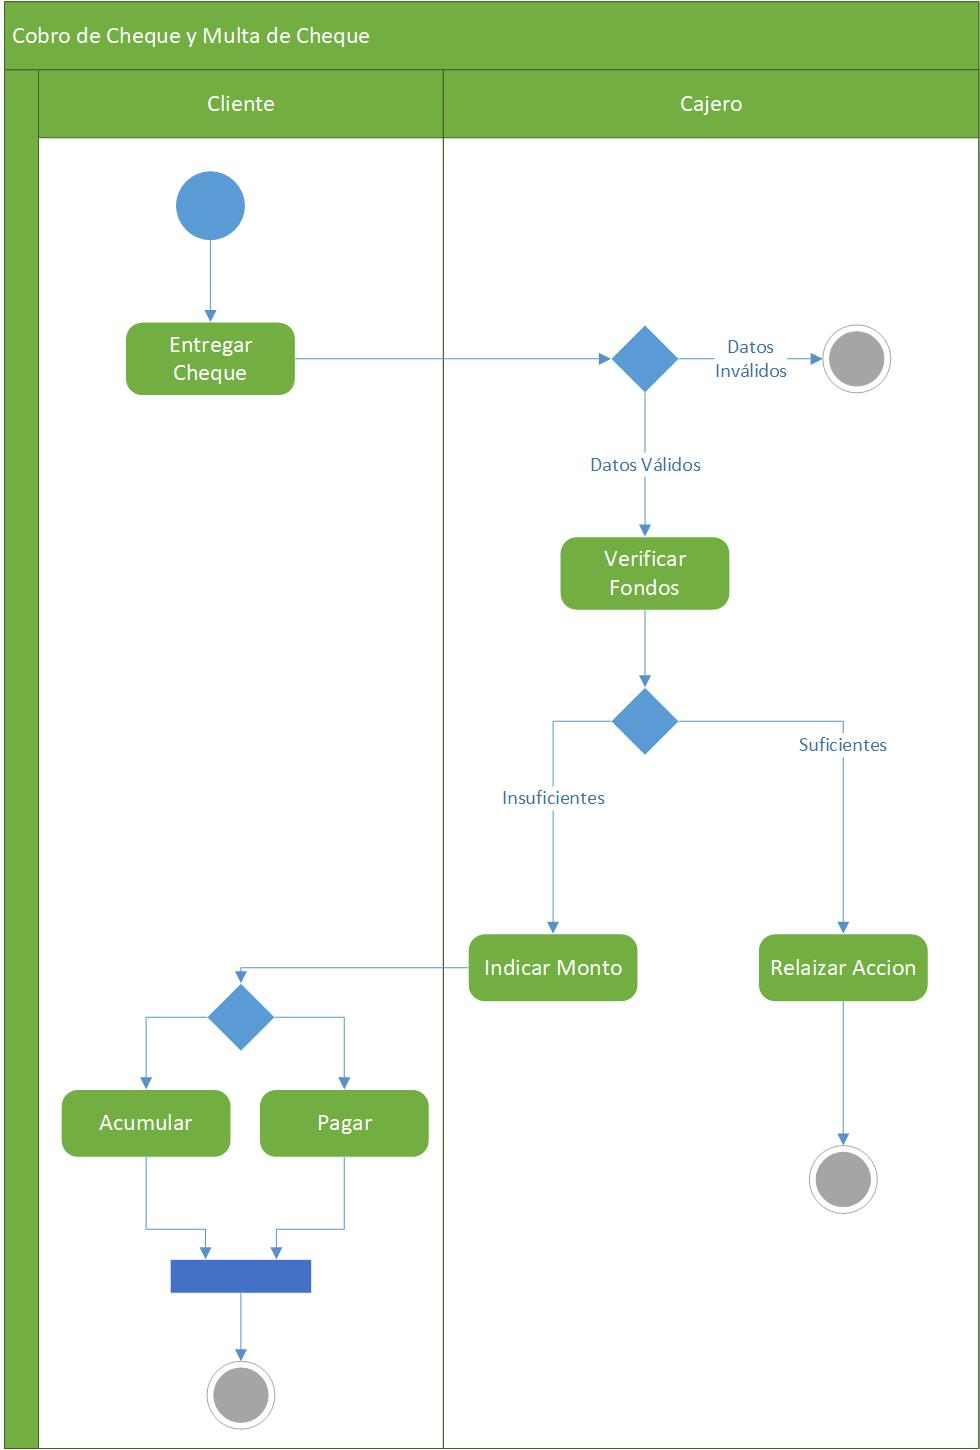 Cobro de Cheque y Multa de Cheque
Cliente
Cajero
Entregar
Cheque
Datos
Inválidos
Datos Válidos
Verificar
Fondos
Suficientes
Insuficientes
Indicar Monto
Relaizar Accion
Acumular
Pagar